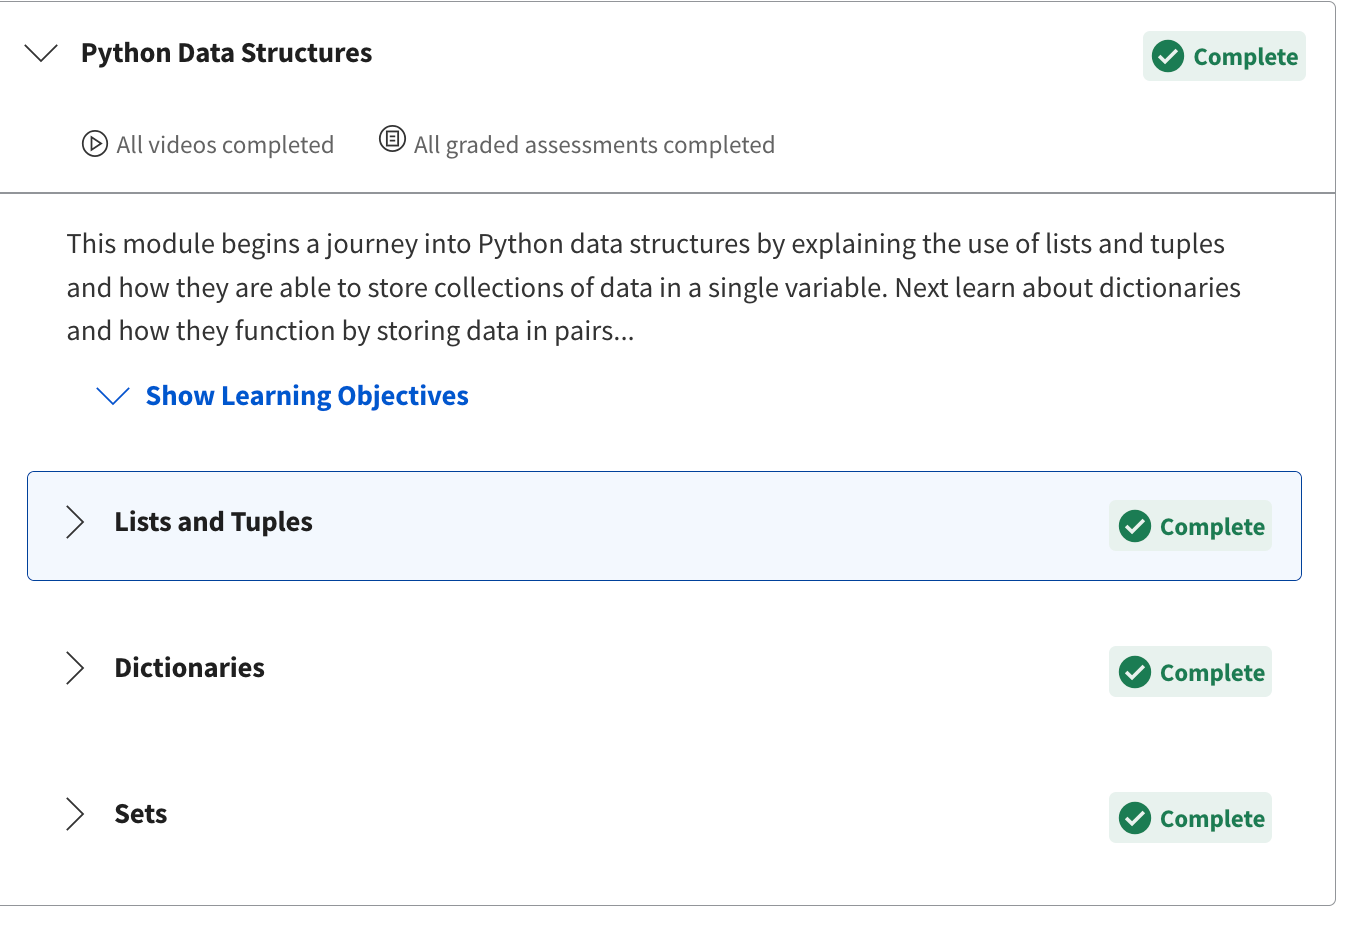 Python Data Structures
Complete
All videos completed
All graded assessments completed
This module begins a journey into Python data structures by explaining the use of lists and tuples
and how they are able to store collections of data in a single variable. Next learn about dictionaries
and how they function by storing data in pairs...
Show Learning Objectives
Lists and Tuples
Complete
Dictionaries
Complete
Sets
Complete